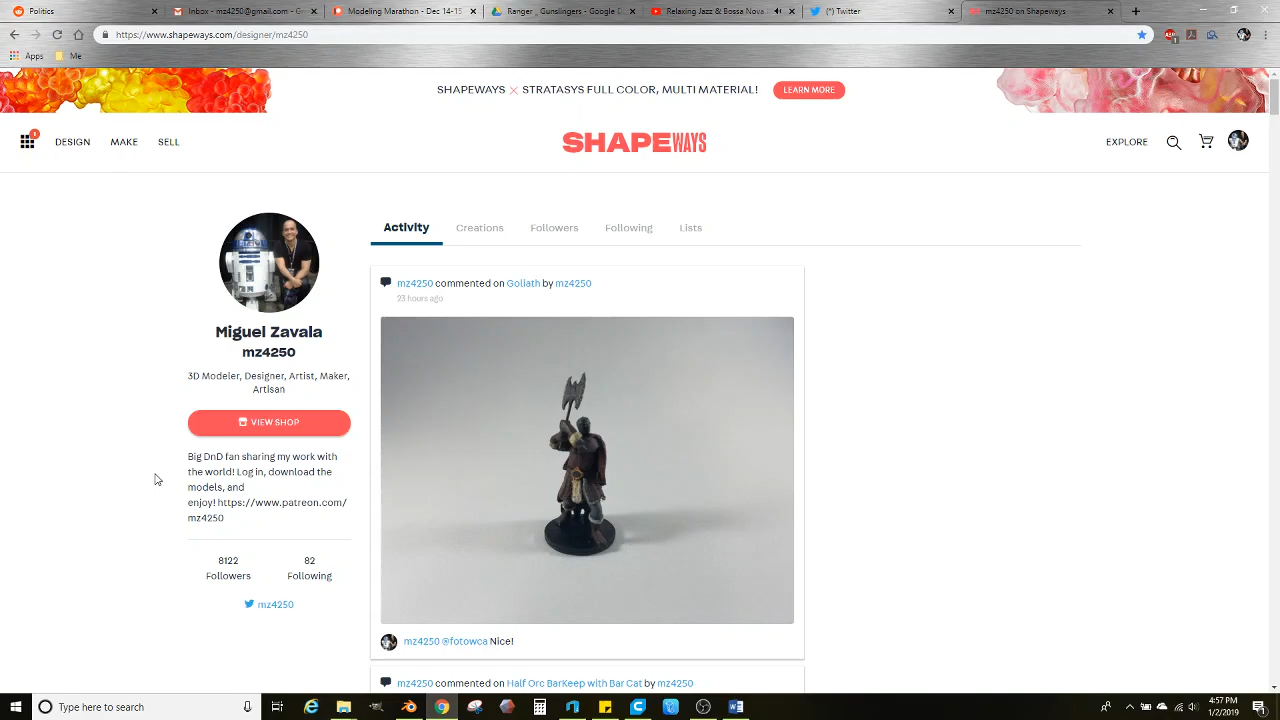 Politics
Inbox - mz4250@gmail.com - G
Modeling Marathon - Dec 14-15
Ranger _Gunslingers - Google D
Relaxing Jazz & Bossa Nova
(*) Twitter
mz4250 on Shapeways
https://www.shapeways.com/designer/mz4250
Apps
Me
SHAPEWAYS X STRATASYS FULL COLOR, MULTI MATERIAL!
LEARN MORE
1
DESIGN
MAKE
SELL
SHAPEWAYS
EXPLORE
Activity
Creations
Followers
Following
Lists
Miguel Zavala
mz4250
3D Modeler, Designer, Artist, Maker,
Artisan
VIEW SHOP
Big DnD fan sharing my work with
the world! Log in, download the
models, and
enjoy! https://www.patreon.com/
mz4250
8122
Followers
82
Following
mz4250
mz4250 commented on Goliath by mz4250
23 hours ago
mz4250 @fotowca Nice!
mz4250 commented on Half Orc BarKeep with Bar Cat by mz4250
Type here to search
4:57 PM
1/2/2019